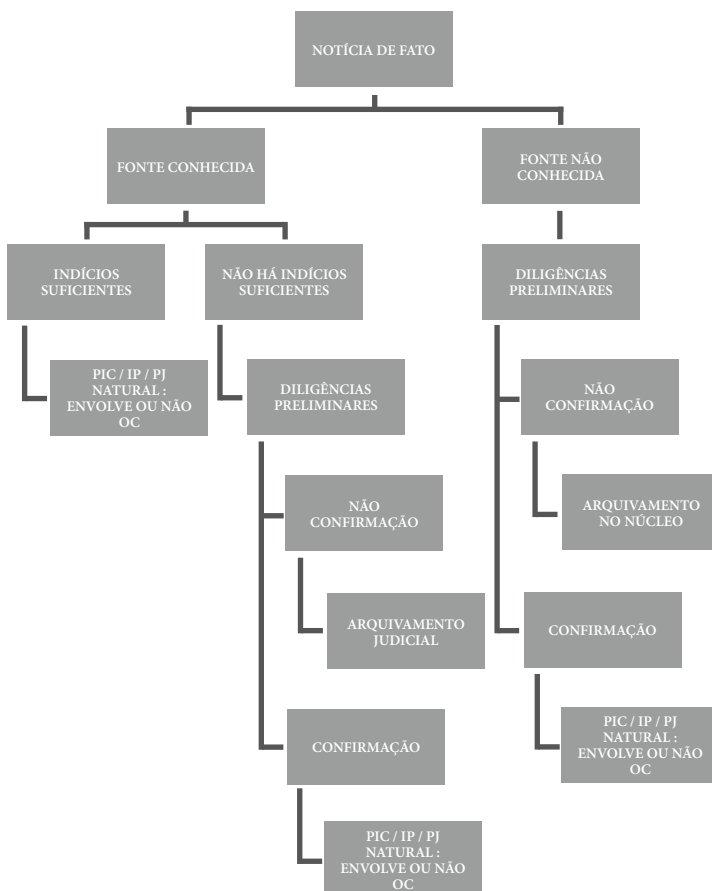 NOTÍCIA DE FATO
FONTE CONHECIDA
FONTE NÃO
CONHECIDA
INDÍCIOS
SUFICIENTES
NÃO HÁ INDÍCIOS
SUFICIENTES
DILIGÊNCIAS
PRELIMINARES
PIC / IP / PJ
NATURAL :
ENVOLVE OU NÃO
OC
DILIGÊNCIAS
PRELIMINARES
NÃO
CONFIRMAÇÃO
NÃO
CONFIRMAÇÃO
ARQUIVAMENTO
NO NÚCLEO
ARQUIVAMENTO
JUDICIAL
CONFIRMAÇÃO
CONFIRMAÇÃO
PIC / IP / PJ
NATURAL :
ENVOLVE OU NÃO
OC
PIC / IP / PJ
NATURAL :
ENVOLVE OU NÃO
OC